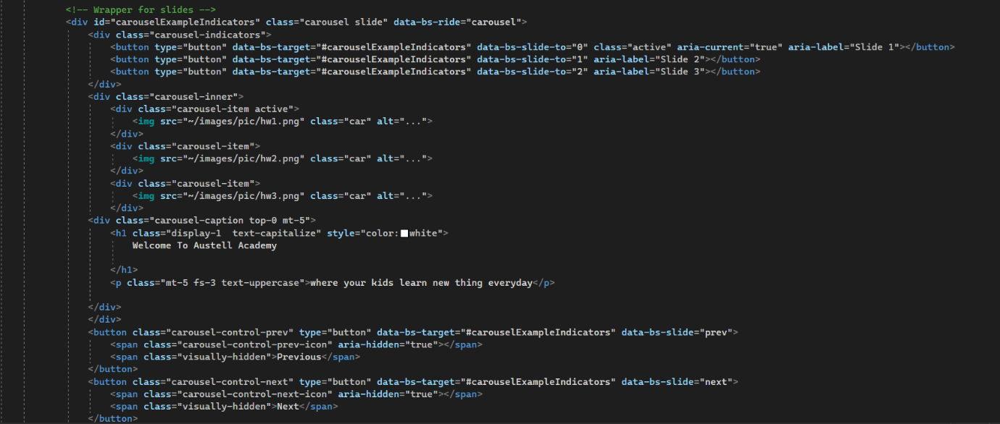 <!-- Wrapper for slides -->
<div id="carouselExampleIndicators" class="carousel slide" data-bs-ride="carousel">
<div class="carousel-indicators">
<button type="button" data-bs-target="#carouselExampleIndicators" data-bs-slide-to="0" class="active" aria-current="true" aria-label="Slide 1"></button>
<button type="button" data-bs-target="#carouselExampleIndicators" data-bs-slide-to="1" aria-label="Slide 2"></button>
<button type="button" data-bs-target="#carouselExampleIndicators" data-bs-slide-to="2" aria-label="Slide 3"></button>
</div>
<div class="carousel-inner">
<div class="carousel-item active">
<img src="~/images/pic/hw1.png" class="car" alt="...">
</div>
<div class="carousel-item">
<img src="~/images/pic/hw2.png" class="car" alt="...">
</div>
<div class="carousel-item">
<img src="~/images/pic/hw3.png" class="car" alt="...">
</div>
<div class="carousel-caption top-0 mt-5">
<h1 class="display-1  text-capitalize" style="color:white">
Welcome To Austell Academy
</h1>
<p class="mt-5 fs-3 text-uppercase">where your kids learn new thing everyday</p>
</div>
</div>
<button class="carousel-control-prev" type="button" data-bs-target="#carouselExampleIndicators" data-bs-slide="prev">
<span class="carousel-control-prev-icon" aria-hidden="true"></span>
<span class="visually-hidden">Previous</span>
</button>
<button class="carousel-control-next" type="button" data-bs-target="#carouselExampleIndicators" data-bs-slide="next">
<span class="carousel-control-next-icon" aria-hidden="true"></span>
<span class="visually-hidden">Next</span>
</button>